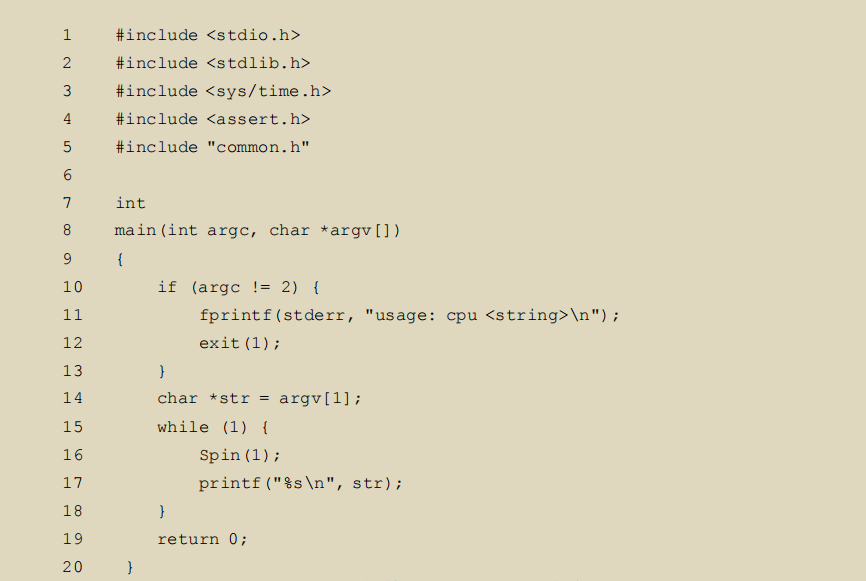 1 #include <stdio.h>
2 #include <stdlib.h>
3 #include <sys/time.h>
4 #include <assert.h>
5 #include "common.h"
6
7 int
8 main(int argc, char *argv[])
9 {
10     if (argc != 2) {
11         fprintf(stderr, "usage: cpu <string>\n");
12         exit(1);
13     }
14     char *str = argv[1];
15     while (1) {
16         Spin(1);
17         printf("%s\n", str);
18     }
19     return 0;
20 }